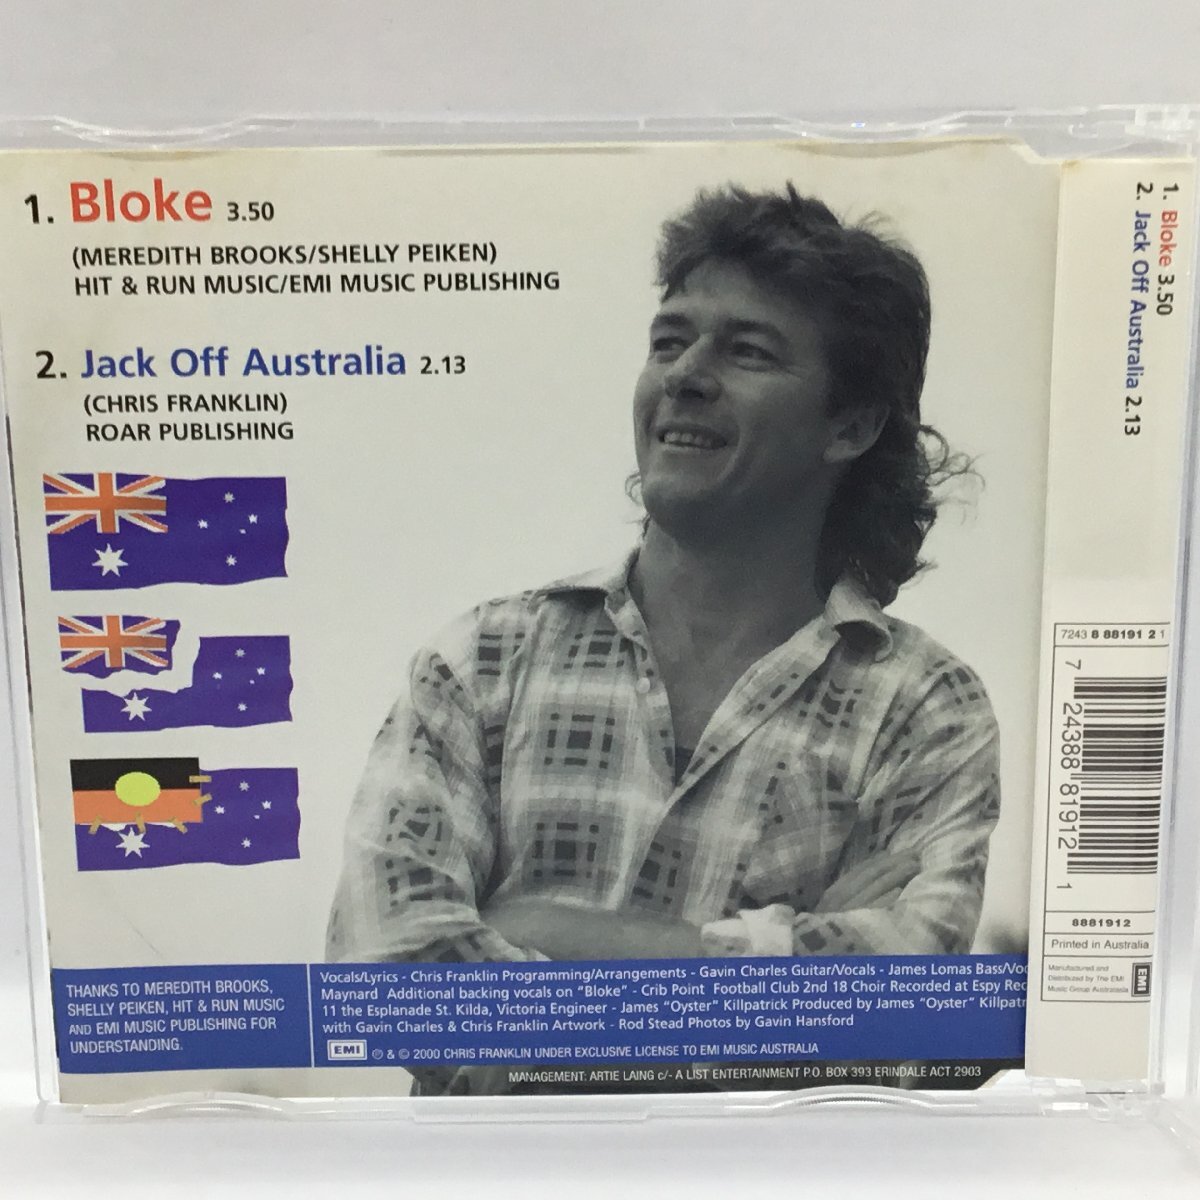 1. Bloke 3.50
(MEREDITH BROOKS/SHELLY PEIKEN)
HIT & RUN MUSIC/EMI MUSIC PUBLISHING
2. Jack Off Australia 2.13
(CHRIS FRANKLIN)
ROAR PUBLISHING
THANKS TO MEREDITH BROOKS,
SHELLY PEIKEN, HIT & RUN MUSIC
AND EMI MUSIC PUBLISHING FOR
UNDERSTANDING.
Vocals/Lyrics - Chris Franklin Programming/Arrangements - Gavin Charles Guitar/Vocals - James Lomas Bass/Voc
Maynard Additional backing vocals on "Bloke" - Crib Point Football Club 2nd 18 Choir Recorded at Espy Rec
11 the Esplanade St. Kilda, Victoria Engineer - James "Oyster" Killpatrick Produced by James "Oyster" Killpatr
with Gavin Charles & Chris Franklin Artwork - Rod Stead Photos by Gavin Hansford
EMI ℗ & © 2000 CHRIS FRANKLIN UNDER EXCLUSIVE LICENSE TO EMI MUSIC AUSTRALIA
MANAGEMENT: ARTIE LAING c/- A LIST ENTERTAINMENT P.O. BOX 393 ERINDALE ACT 2903
1. Bloke 3.50
2. Jack Off Australia 2.13
7243 8 88191 2 1
7 24388 81912 1
8881912
Printed in Australia
Manufactured and
Distributed by The EMI
Music Group Australasia
EMI